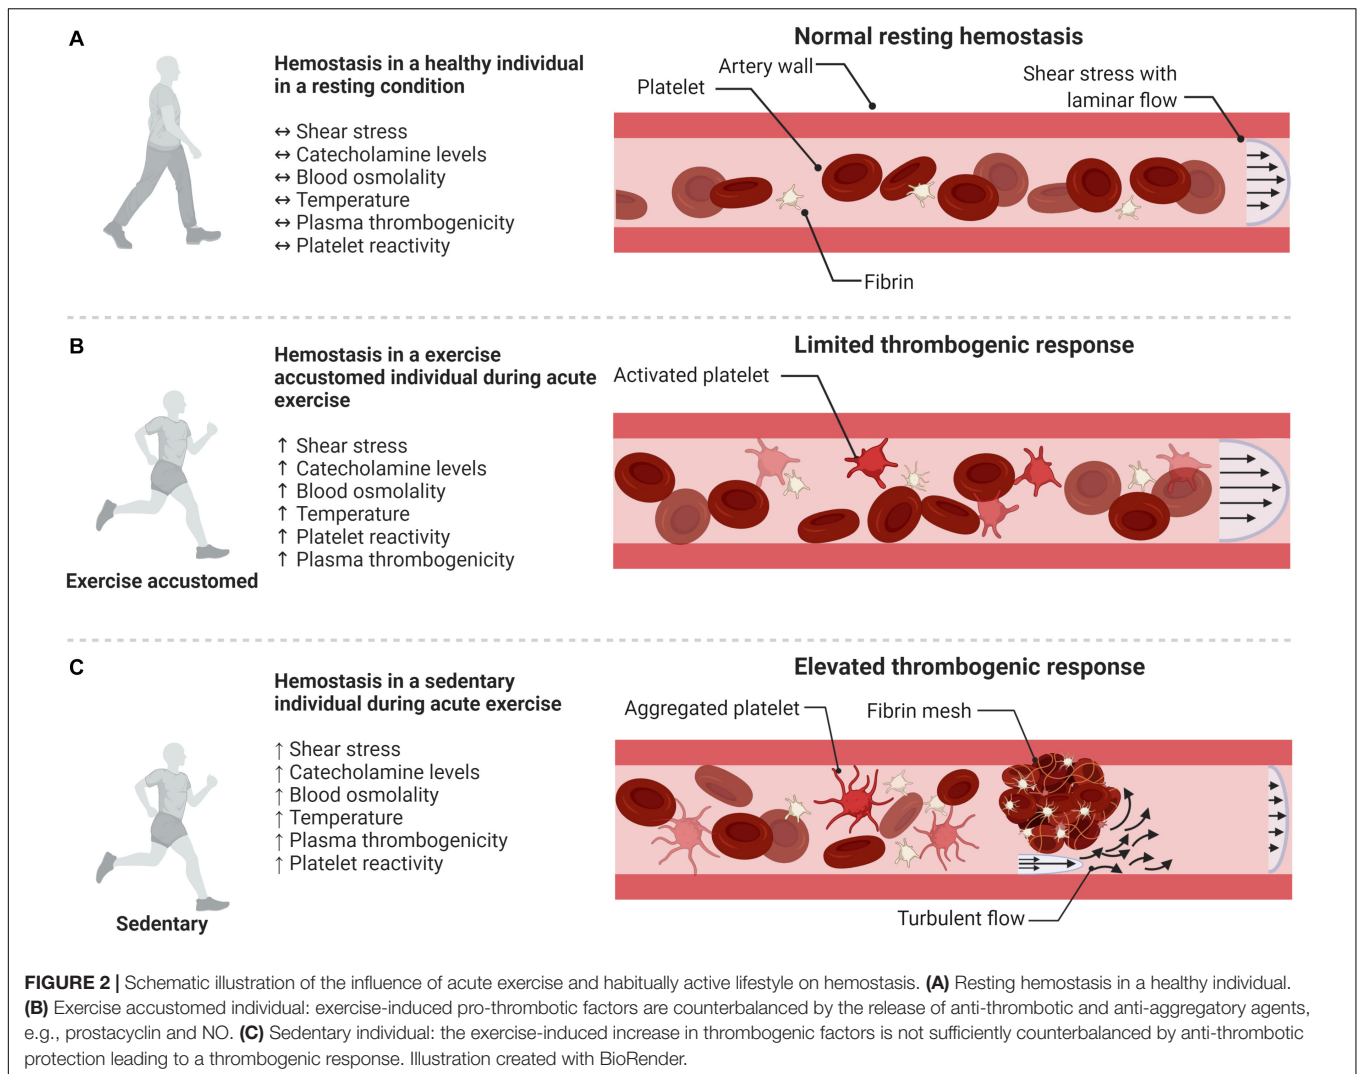 A
Hemostasis in a healthy individual
in a resting condition
↔ Shear stress
↔ Catecholamine levels
↔ Blood osmolality
↔ Temperature
↔ Plasma thrombogenicity
↔ Platelet reactivity
Normal resting hemostasis
Artery wall
Platelet
Shear stress with
laminar flow
Fibrin
B
Exercise accustomed
Hemostasis in a exercise
accustomed individual during acute
exercise
↑ Shear stress
↑ Catecholamine levels
↑ Blood osmolality
↑ Temperature
↑ Platelet reactivity
↑ Plasma thrombogenicity
Limited thrombogenic response
Activated platelet
C
Sedentary
Hemostasis in a sedentary
individual during acute exercise
↑ Shear stress
↑ Catecholamine levels
↑ Blood osmolality
↑ Temperature
↑ Plasma thrombogenicity
↑ Platelet reactivity
Elevated thrombogenic response
Aggregated platelet
Fibrin mesh
Turbulent flow
FIGURE 2 | Schematic illustration of the influence of acute exercise and habitually active lifestyle on hemostasis. (A) Resting hemostasis in a healthy individual.
(B) Exercise accustomed individual: exercise-induced pro-thrombotic factors are counterbalanced by the release of anti-thrombotic and anti-aggregatory agents,
e.g., prostacyclin and NO. (C) Sedentary individual: the exercise-induced increase in thrombogenic factors is not sufficiently counterbalanced by anti-thrombotic
protection leading to a thrombogenic response. Illustration created with BioRender.